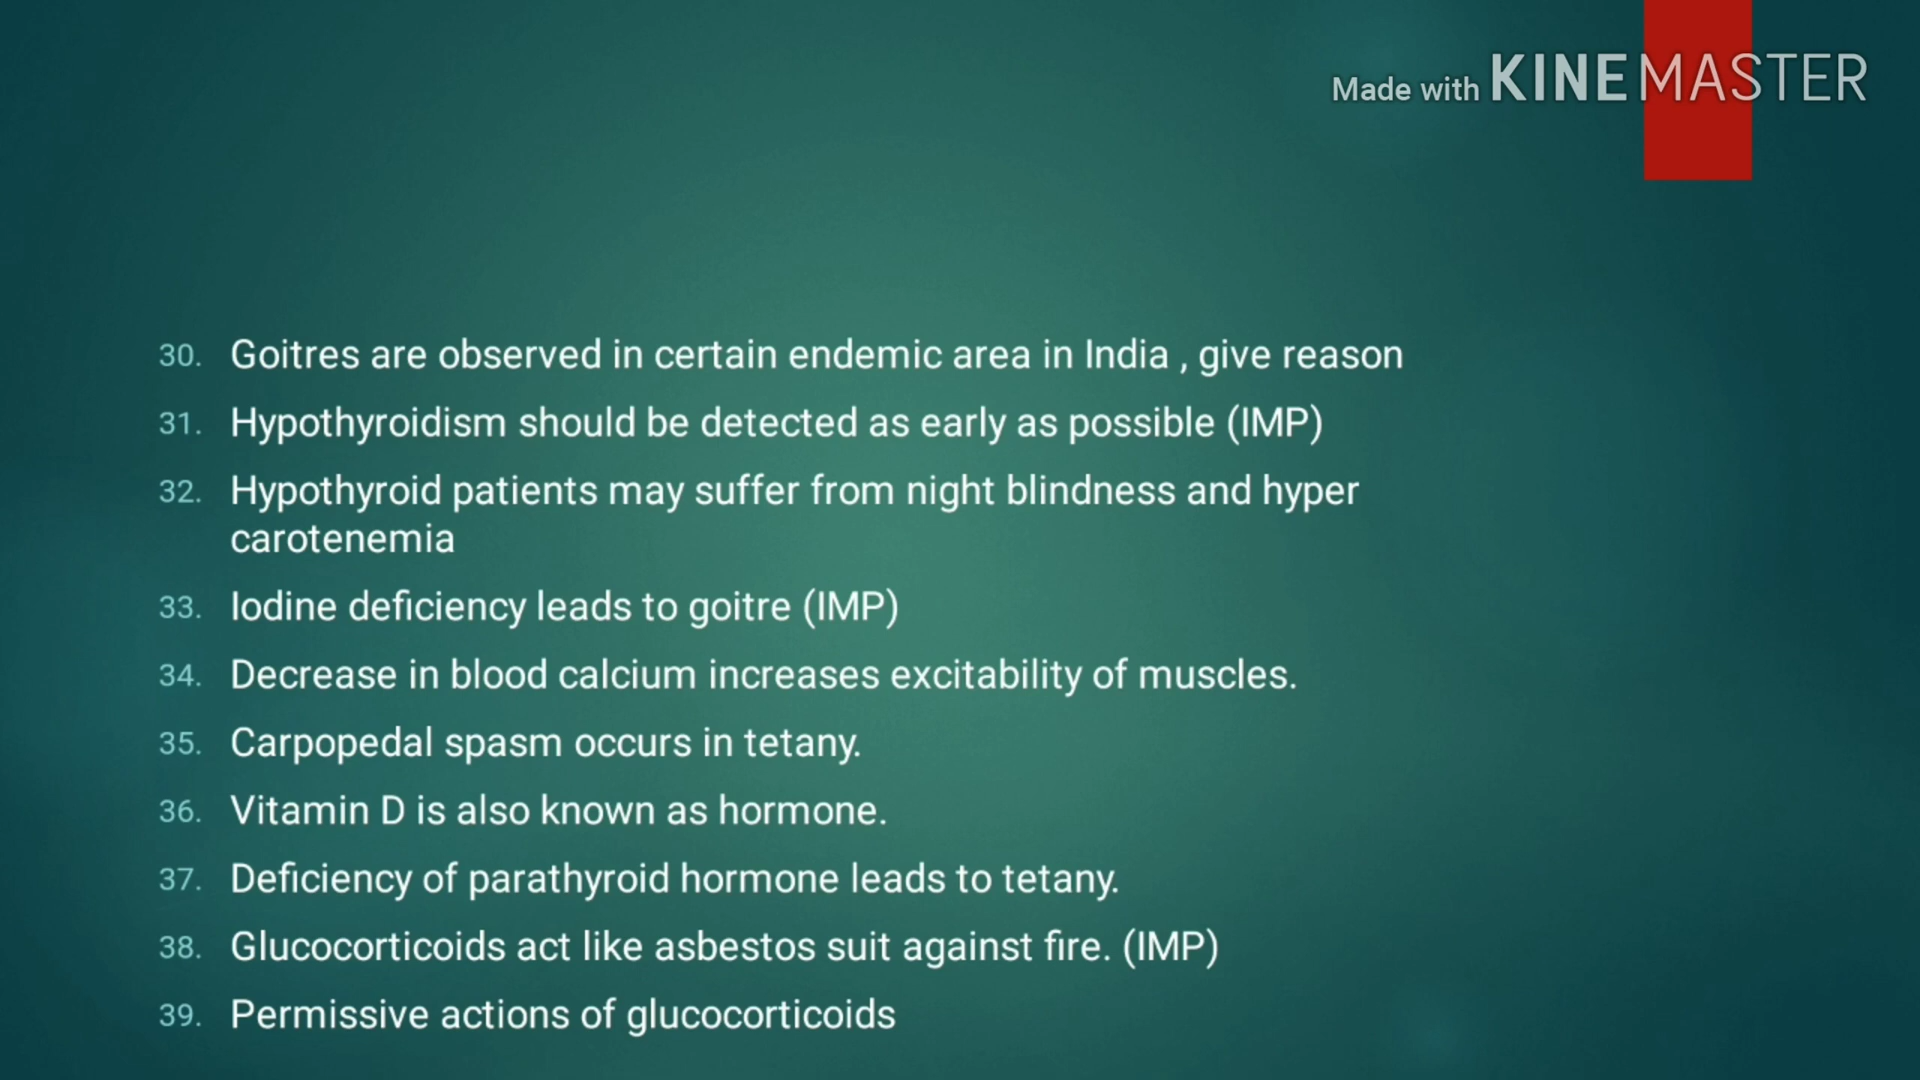 Made with KINEMASTER
30. Goitres are observed in certain endemic area in India , give reason
31. Hypothyroidism should be detected as early as possible (IMP)
32. Hypothyroid patients may suffer from night blindness and hyper
carotenemia
33. Iodine deficiency leads to goitre (IMP)
34. Decrease in blood calcium increases excitability of muscles.
35. Carpopedal spasm occurs in tetany.
36. Vitamin D is also known as hormone.
37. Deficiency of parathyroid hormone leads to tetany.
38. Glucocorticoids act like asbestos suit against fire. (IMP)
39. Permissive actions of glucocorticoids